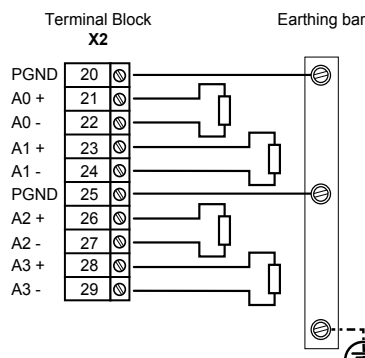 Terminal Block
X2
Earthing bar
PGND 20
A0 + 21
A0 - 22
A1 + 23
A1 - 24
PGND 25
A2 + 26
A2 - 27
A3 + 28
A3 - 29